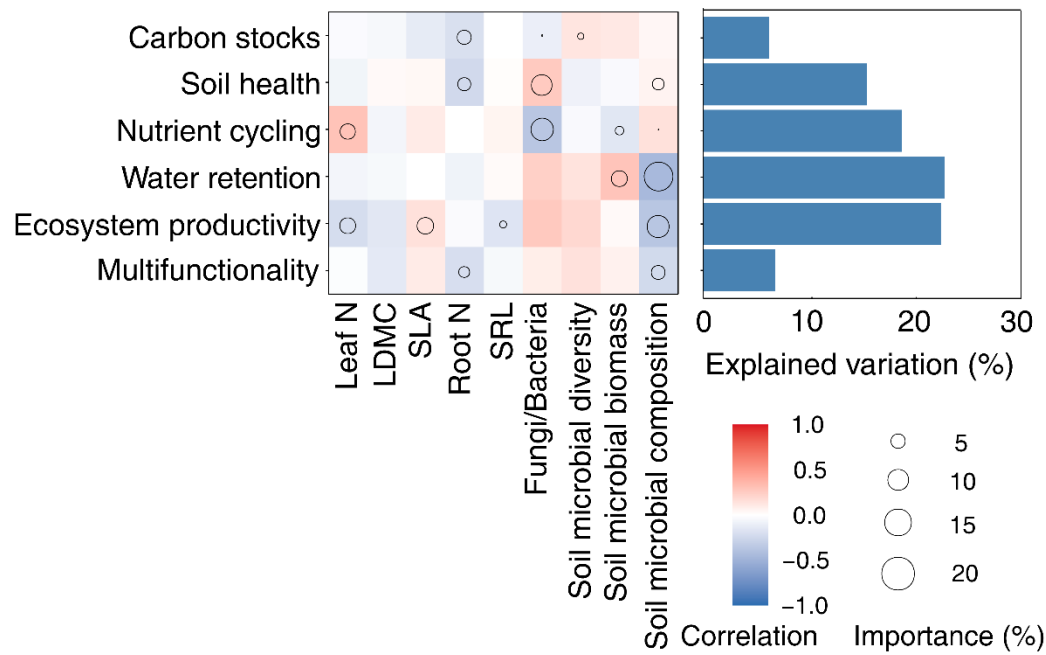 Carbon stocks
Soil health
Nutrient cycling
Water retention
Ecosystem productivity
Multifunctionality
Leaf N
LDMC
SLA
Root N
SRL
Fungi/Bacteria
Soil microbial diversity
Soil microbial biomass
Soil microbial composition
0 10 20 30
Explained variation (%)
1.0
0.5
0.0
−0.5
−1.0
Correlation
5
10
15
20
Importance (%)